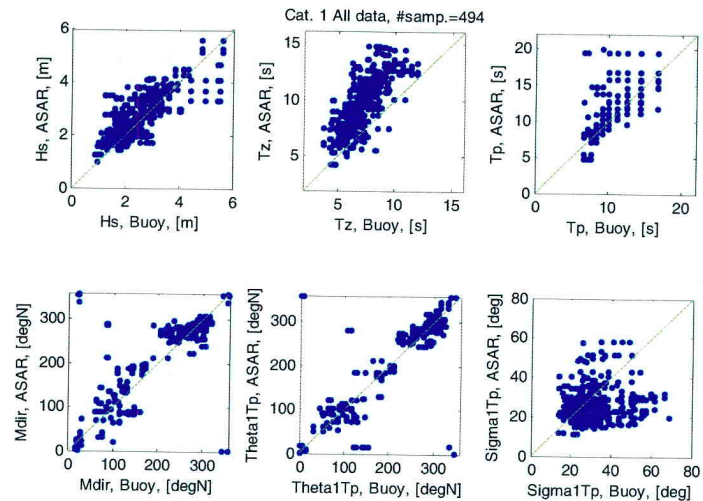 Cat. 1 All data, #samp.=494
Hs, ASAR, [m]
6
4
2
0
0 2 4 6
Hs, Buoy, [m]
Tz, ASAR, [s]
15
10
5
5 10 15
Tz, Buoy, [s]
Tp, ASAR, [s]
20
10
0
0 10 20
Tp, Buoy, [s]
Mdir, ASAR, [degN]
300
200
100
0
0 100 200 300
Mdir, Buoy, [degN]
Theta1Tp, ASAR, [degN]
300
200
100
0
0 100 200 300
Theta1Tp, Buoy, [degN]
Sigma1Tp, ASAR, [deg]
80
60
40
20
0
0 20 40 60 80
Sigma1Tp, Buoy, [deg]